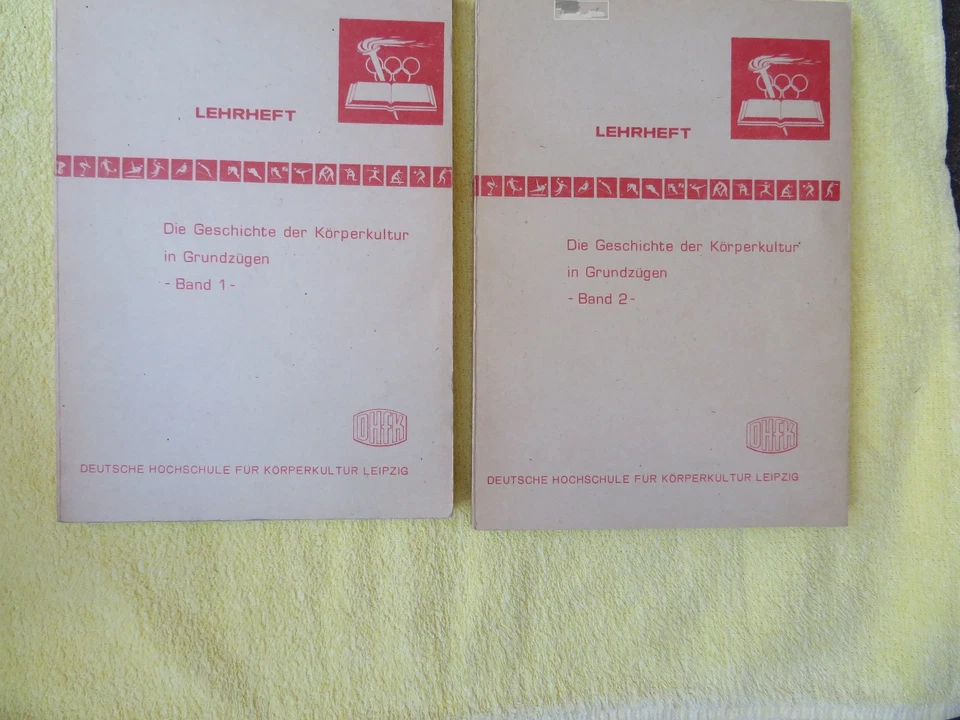 LEHRHEFT
Die Geschichte der Körperkultur
in Grundzügen
- Band 1 -
DHfK
DEUTSCHE HOCHSCHULE FÜR KÖRPERKULTUR LEIPZIG
LEHRHEFT
Die Geschichte der Körperkultur
in Grundzügen
- Band 2 -
DHfK
DEUTSCHE HOCHSCHULE FÜR KÖRPERKULTUR LEIPZIG